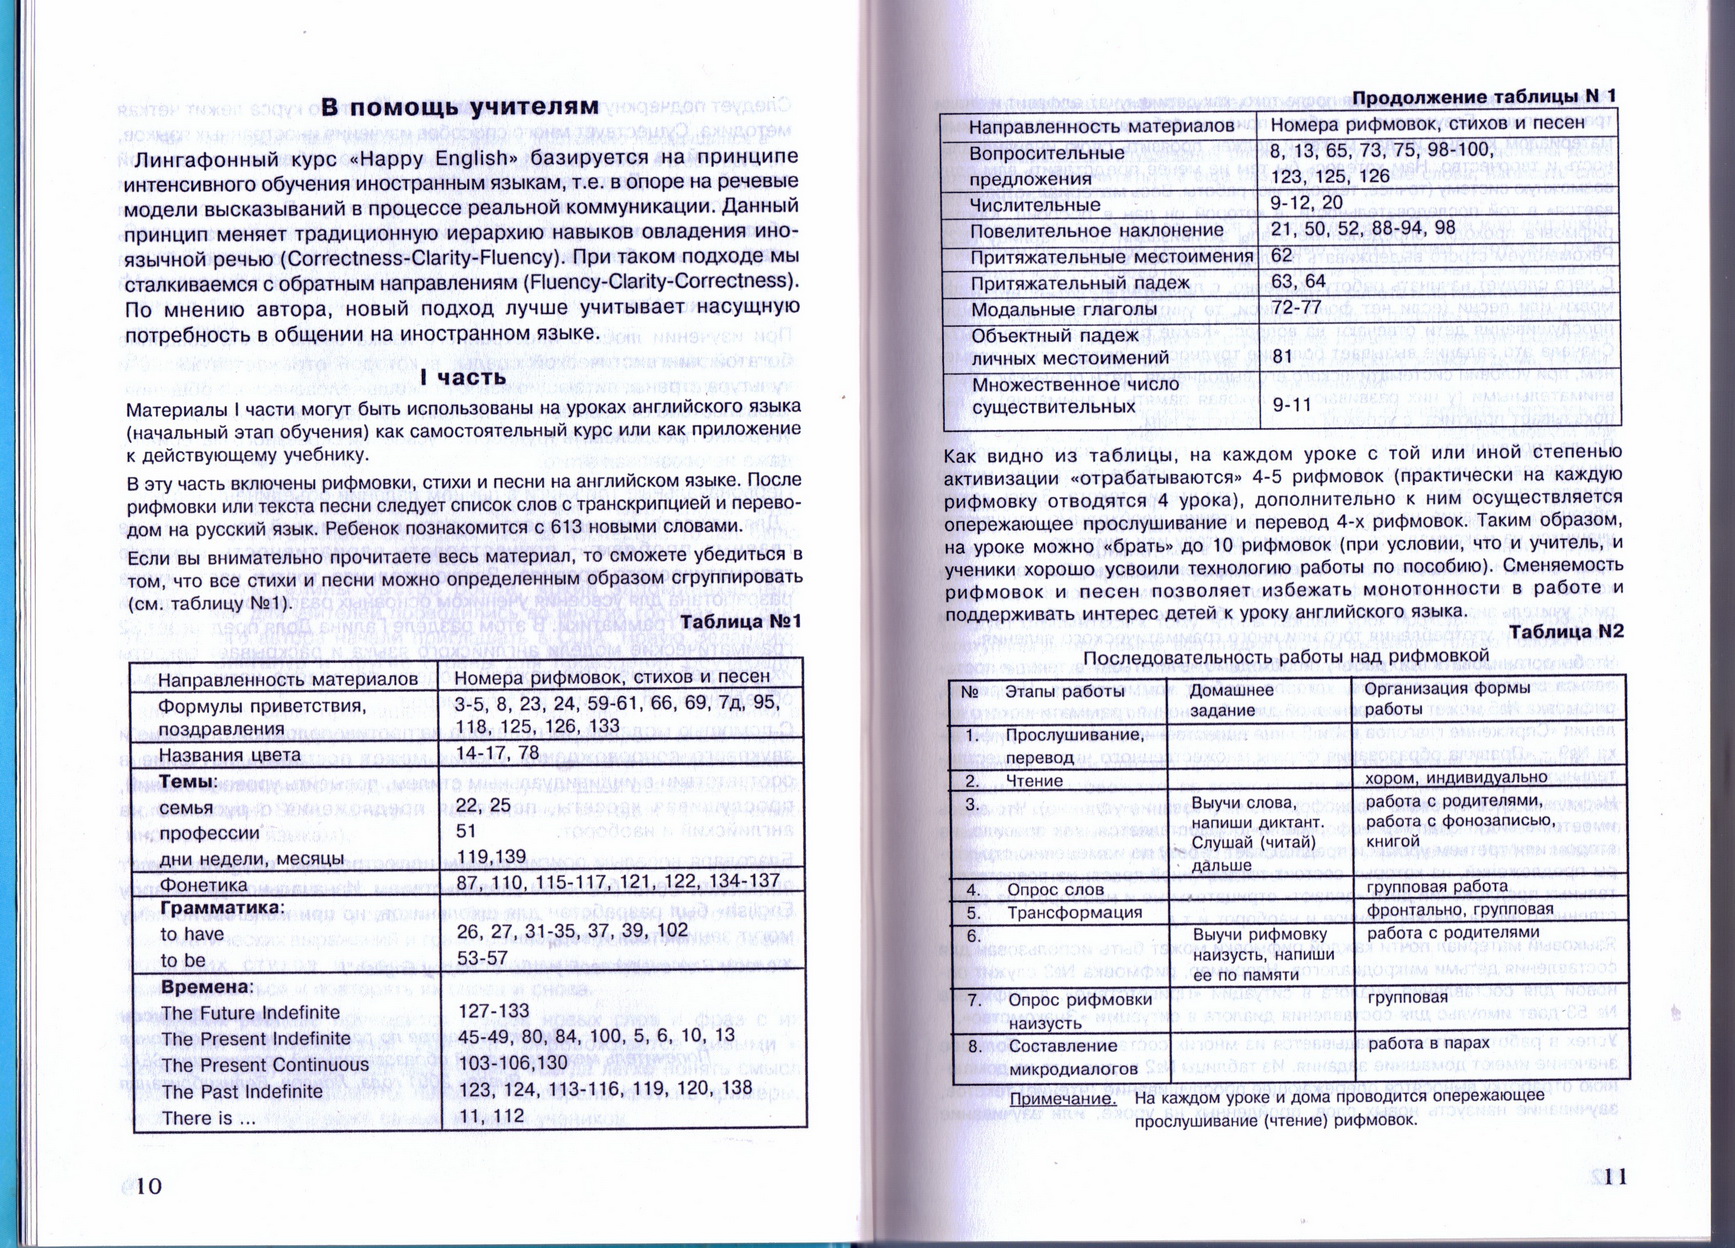 В помощь учителям
Лингафонный курс «Happy English» базируется на принципе
интенсивного обучения иностранным языкам, т.е. в опоре на речевые
модели высказываний в процессе реальной коммуникации. Данный
принцип меняет традиционную иерархию навыков овладения ино-
язычной речью (Correctness-Clarity-Fluency). При таком подходе мы
сталкиваемся с обратным направлениям (Fluency-Clarity-Correctness).
По мнению автора, новый подход лучше учитывает насущную
потребность в общении на иностранном языке.
I часть
Материалы I части могут быть использованы на уроках английского языка
(начальный этап обучения) как самостоятельный курс или как приложение
к действующему учебнику.
В эту часть включены рифмовки, стихи и песни на английском языке. После
рифмовки или текста песни следует список слов с транскрипцией и перево-
дом на русский язык. Ребенок познакомится с 613 новыми словами.
Если вы внимательно прочитаете весь материал, то сможете убедиться в
том, что все стихи и песни можно определенным образом сгруппировать
(см. таблицу №1).
Таблица №1
Направленность материалов Номера рифмовок, стихов и песен
Формулы приветствия, 3-5, 8, 23, 24, 59-61, 66, 69, 7д, 95,
поздравления 118, 125, 126, 133
Названия цвета 14-17, 78
Темы:
семья 22, 25
профессии 51
дни недели, месяцы 119,139
Фонетика 87, 110, 115-117, 121, 122, 134-137
Грамматика:
to have 26, 27, 31-35, 37, 39, 102
to be 53-57
Времена:
The Future Indefinite 127-133
The Present Indefinite 45-49, 80, 84, 100, 5, 6, 10, 13
The Present Continuous 103-106,130
The Past Indefinite 123, 124, 113-116, 119, 120, 138
There is ... 11, 112
10
Продолжение таблицы N 1
Направленность материалов Номера рифмовок, стихов и песен
Вопросительные 8, 13, 65, 73, 75, 98-100,
предложения 123, 125, 126
Числительные 9-12, 20
Повелительное наклонение 21, 50, 52, 88-94, 98
Притяжательные местоимения 62
Притяжательный падеж 63, 64
Модальные глаголы 72-77
Объектный падеж
личных местоимений 81
Множественное число
существительных 9-11
Как видно из таблицы, на каждом уроке с той или иной степенью
активизации «отрабатываются» 4-5 рифмовок (практически на каждую
рифмовку отводятся 4 урока), дополнительно к ним осуществляется
опережающее прослушивание и перевод 4-х рифмовок. Таким образом,
на уроке можно «брать» до 10 рифмовок (при условии, что и учитель, и
ученики хорошо усвоили технологию работы по пособию). Сменяемость
рифмовок и песен позволяет избежать монотонности в работе и
поддерживать интерес детей к уроку английского языка.
Таблица N2
Последовательность работы над рифмовкой
№ Этапы работы Домашнее Организация формы
задание работы
1. Прослушивание,
перевод
2. Чтение хором, индивидуально
3. Выучи слова, работа с родителями,
напиши диктант. работа с фонозаписью,
Слушай (читай) книгой
дальше
4. Опрос слов групповая работа
5. Трансформация фронтально, групповая
6. Выучи рифмовку работа с родителями
наизусть, напиши
ее по памяти
7. Опрос рифмовки групповая
наизусть
8. Составление работа в парах
микродиалогов
Примечание. На каждом уроке и дома проводится опережающее
прослушивание (чтение) рифмовок.
11